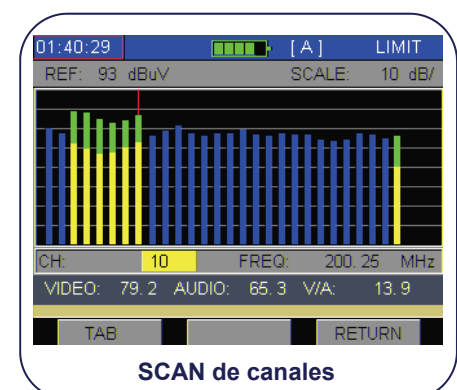 01:40:29 [ A ] LIMIT
REF: 93 dBuV SCALE: 10 dB/
CH: 10 FREQ: 200. 25 MHz
VIDEO: 79. 2 AUDIO: 65. 3 V/A: 13. 9
TAB RETURN
SCAN de canales